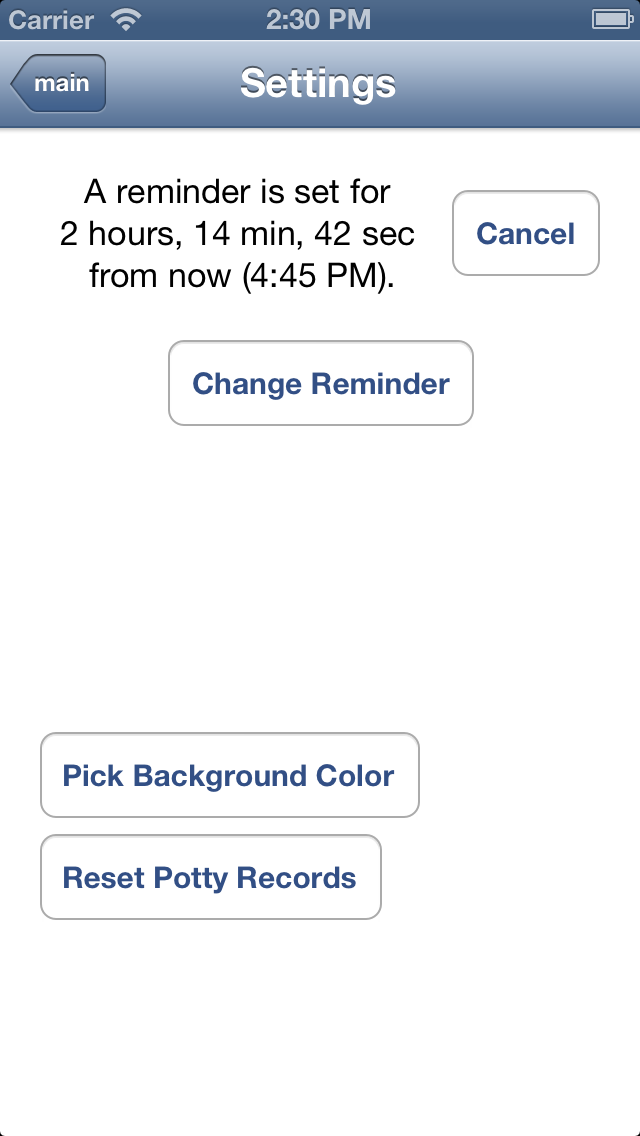 Carrier 2:30 PM
main Settings
A reminder is set for
2 hours, 14 min, 42 sec
from now (4:45 PM).
Cancel
Change Reminder
Pick Background Color
Reset Potty Records